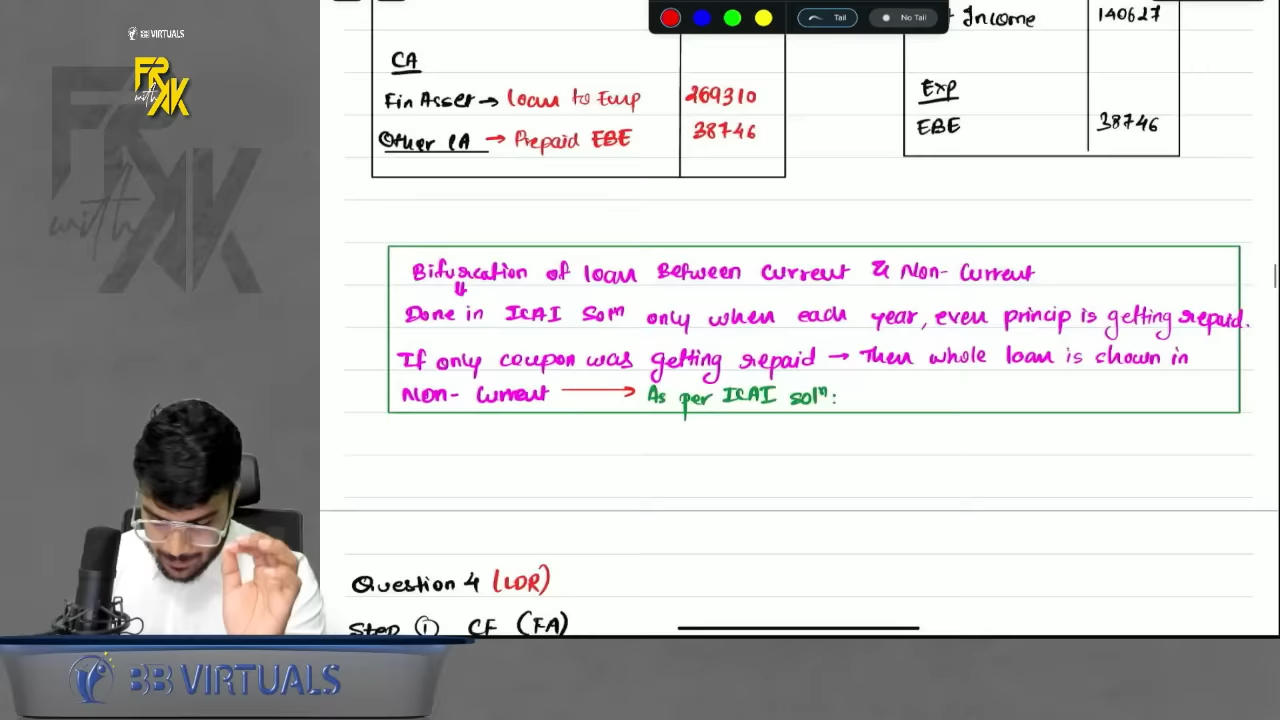 BB VIRTUALS
FR
with
AK
Tail
No Tail
Income
140627
CA
Fin Asset → Loan to Emp
269310
Other CA → Prepaid EBE
38746
Exp
EBE
38746
Bifurcation of loan Between Current & Non-Current
Done in ICAI Solⁿ only when each year, even princip is getting repaid.
If only coupon was getting repaid → Then whole loan is shown in
Non-Current → As per ICAI solⁿ:
Question 4 (LDR)
Step ① CF (FA)
BB VIRTUALS